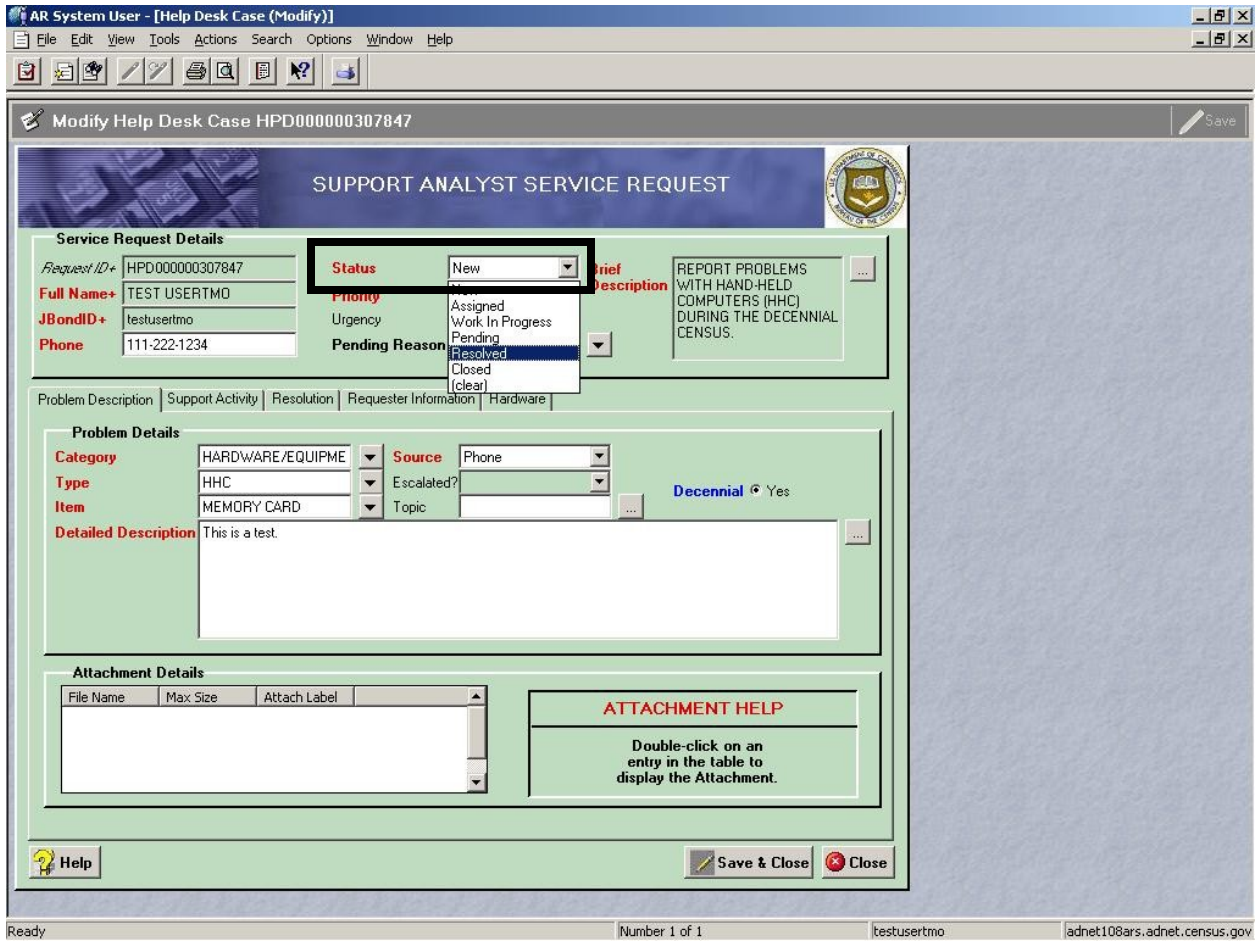 AR System User - [Help Desk Case (Modify)]
File Edit View Tools Actions Search Options Window Help
Modify Help Desk Case HPD000000307847
Save
SUPPORT ANALYST SERVICE REQUEST
Service Request Details
Request ID+ HPD000000307847
Full Name+ TEST USERTMO
JBondID+ testusertmo
Phone 111-222-1234
Status New
Priority
Urgency
Pending Reason
Assigned
Work In Progress
Pending
Resolved
Closed
(clear)
Brief
Description
REPORT PROBLEMS
WITH HAND-HELD
COMPUTERS (HHC)
DURING THE DECENNIAL
CENSUS.
...
Problem Description Support Activity Resolution Requester Information Hardware
Problem Details
Category HARDWARE/EQUIPME Source Phone
Type HHC Escalated?
Item MEMORY CARD Topic ...
Decennial Yes
Detailed Description This is a test. ...
Attachment Details
File Name Max Size Attach Label
ATTACHMENT HELP
Double-click on an
entry in the table to
display the Attachment.
Help Save & Close Close
Ready Number 1 of 1 testusertmo adnet108ars.adnet.census.gov